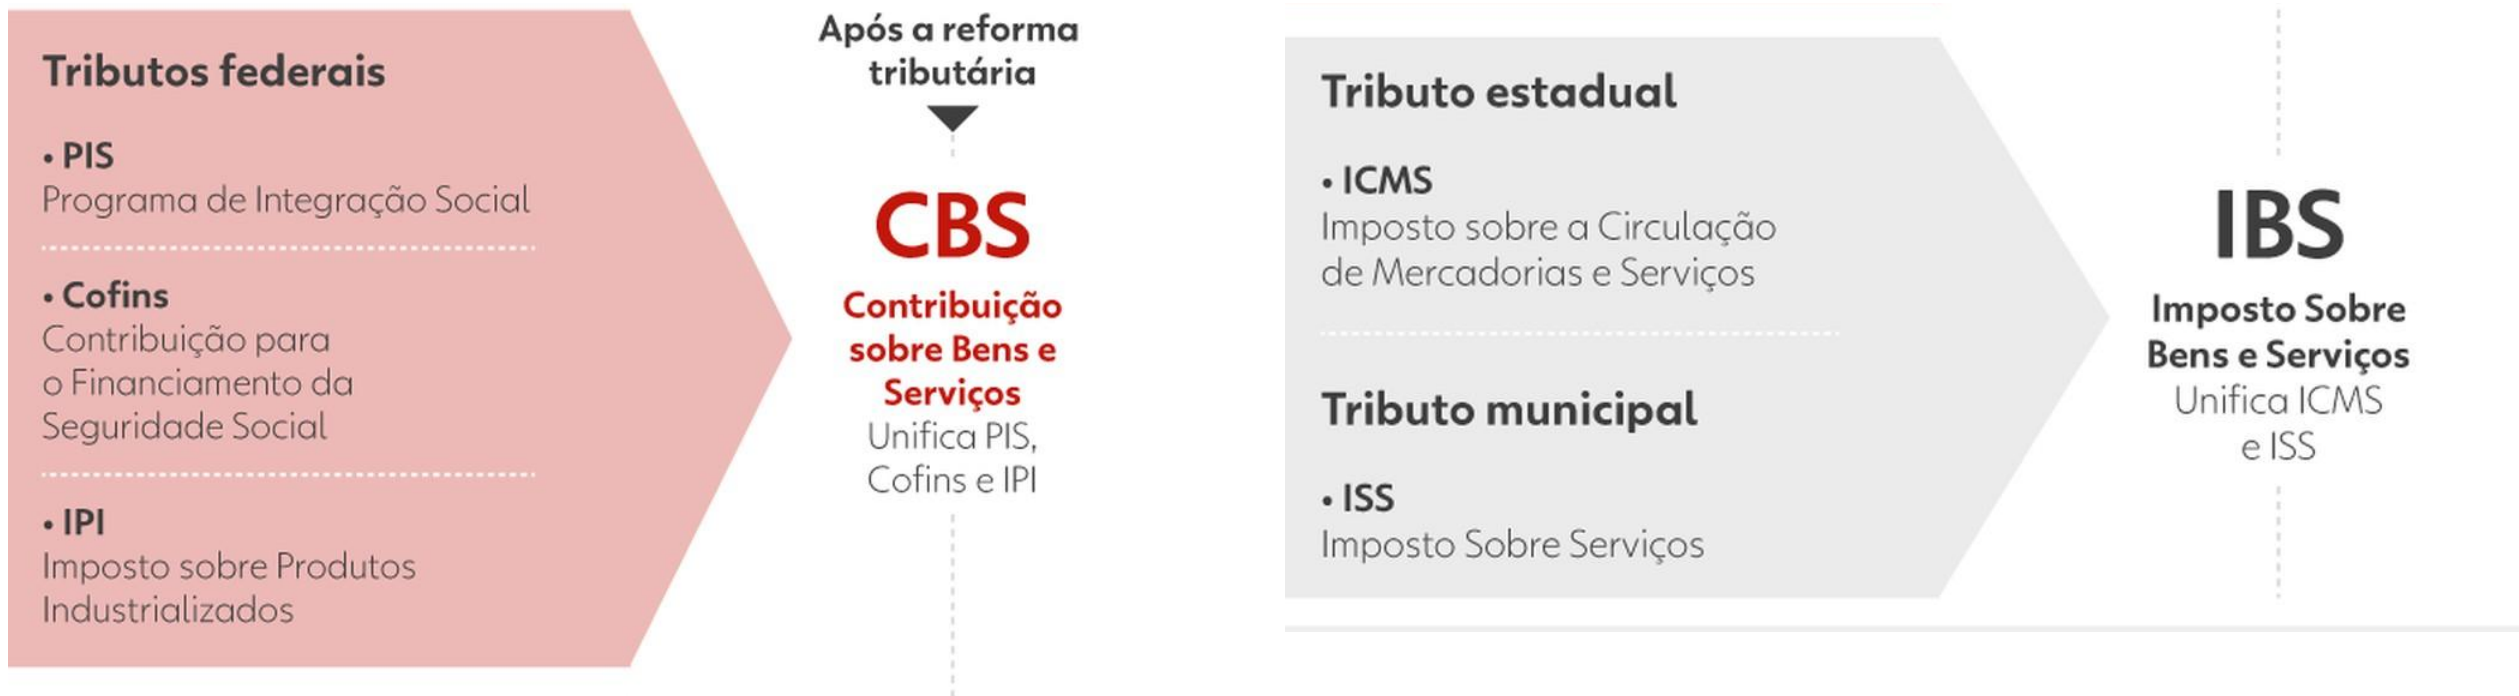 Tributos federais
• PIS
Programa de Integração Social
• Cofins
Contribuição para
o Financiamento da
Seguridade Social
• IPI
Imposto sobre Produtos
Industrializados
Após a reforma
tributária
CBS
Contribuição
sobre Bens e
Serviços
Unifica PIS,
Cofins e IPI
Tributo estadual
• ICMS
Imposto sobre a Circulação
de Mercadorias e Serviços
Tributo municipal
• ISS
Imposto Sobre Serviços
IBS
Imposto Sobre
Bens e Serviços
Unifica ICMS
e ISS